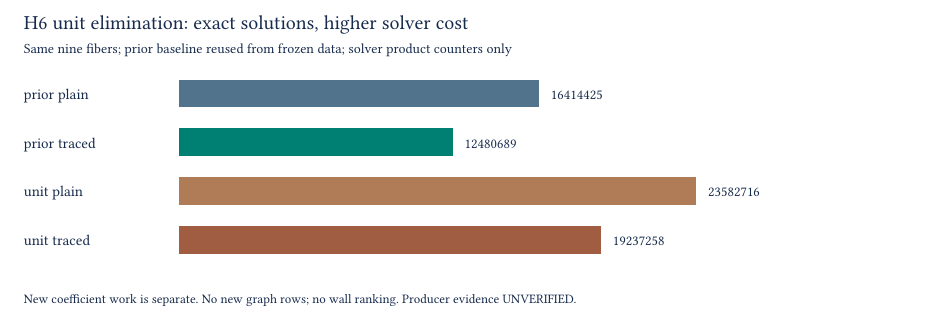 H6 unit elimination: exact solutions, higher solver cost
Same nine fibers; prior baseline reused from frozen data; solver product counters only
prior plain 16414425
prior traced 12480689
unit plain 23582716
unit traced 19237258
New coefficient work is separate. No new graph rows; no wall ranking. Producer evidence UNVERIFIED.